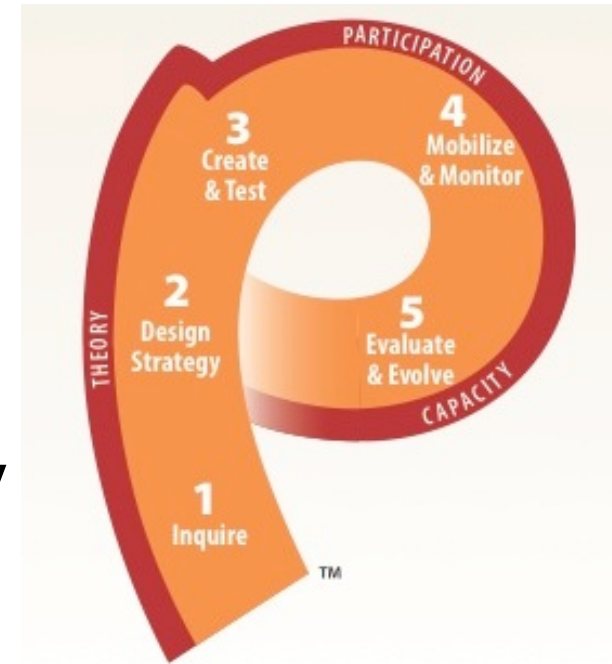 PARTICIPATION
3
Create
& Test
4
Mobilize
& Monitor
THEORY
2
Design
Strategy
5
Evaluate
& Evolve
CAPACITY
1
Inquire
TM